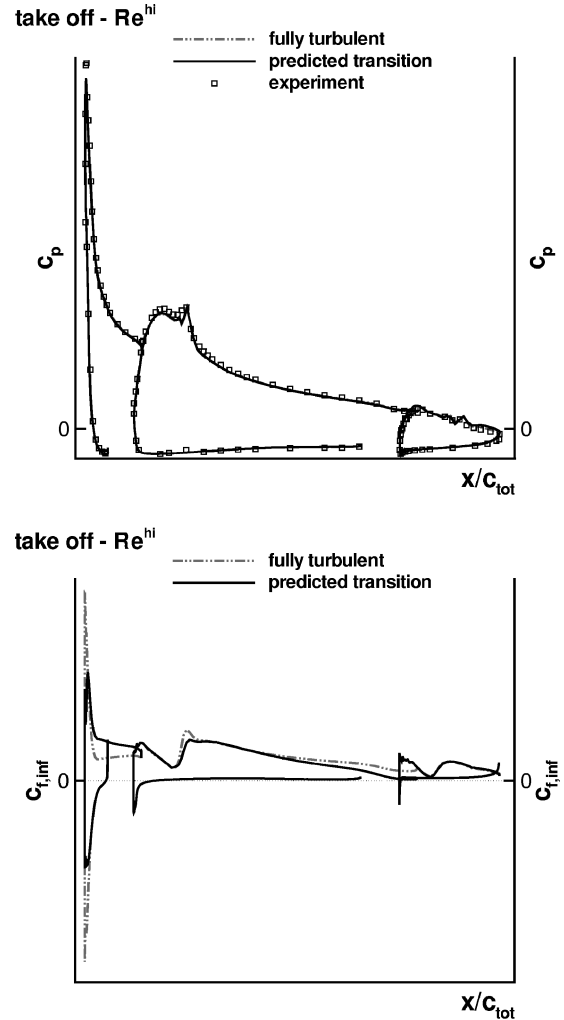 take off - Re^hi
fully turbulent
predicted transition
experiment
c_p
c_p
0
0
x/c_tot
take off - Re^hi
fully turbulent
predicted transition
c_f,inf
c_f,inf
0
0
x/c_tot